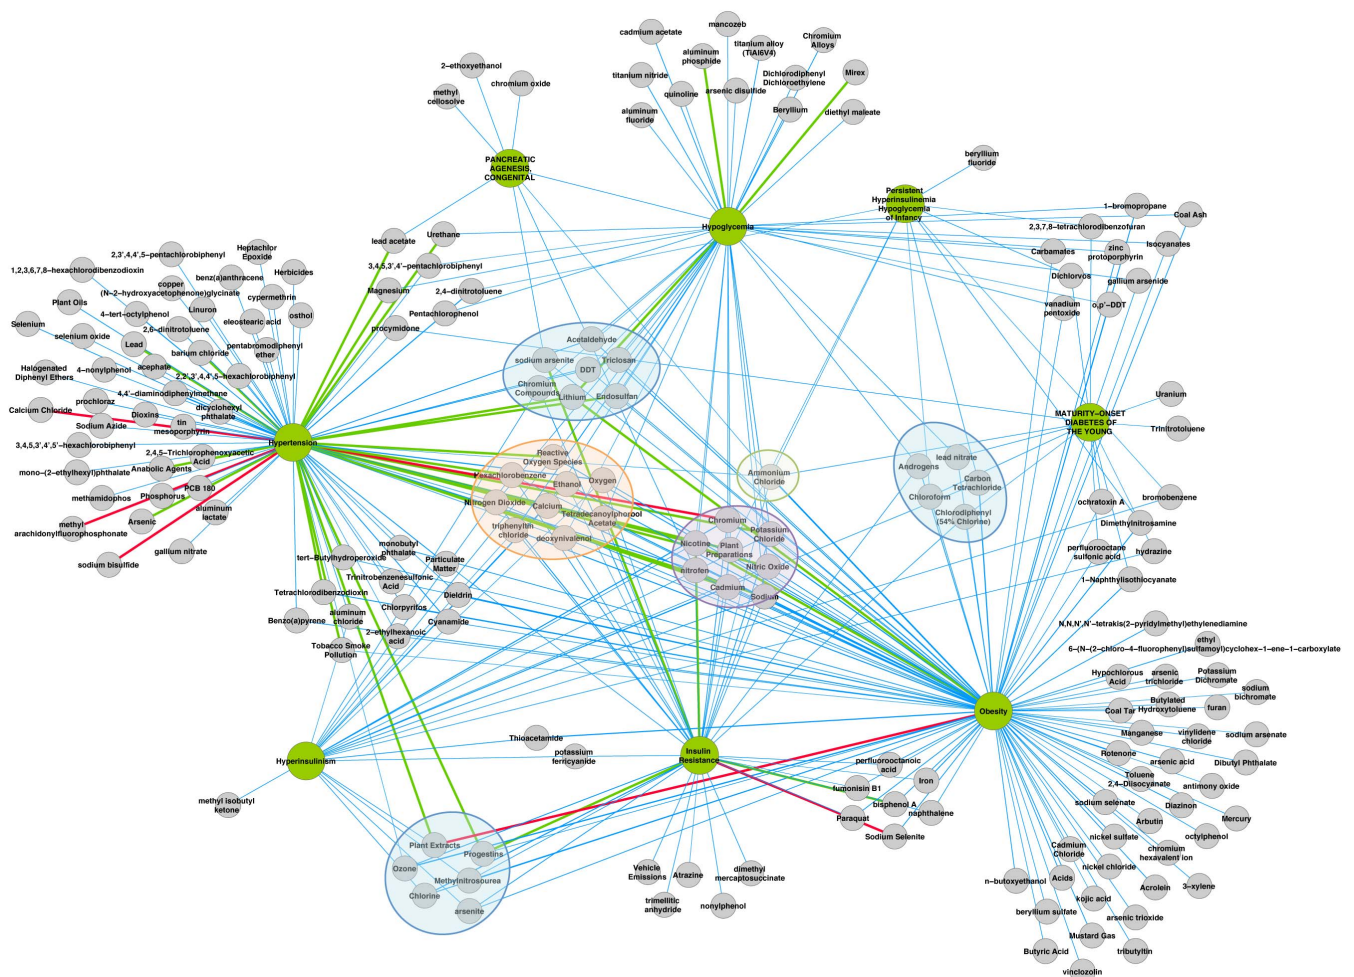 mancozeb
cadmium acetate
titanium alloy
(TiAl6V4)
Chromium
Alloys
aluminum
phosphide
2−ethoxyethanol
chromium oxide
methyl
cellosolve
titanium nitride
quinoline
arsenic disulfide
Dichlorodiphenyl
Dichloroethylene
Mirex
aluminum
fluoride
Beryllium
diethyl maleate
PANCREATIC
AGENESIS,
CONGENITAL
beryllium
fluoride
Persistent
Hyperinsulinemia
Hypoglycemia
of Infancy
Hypoglycemia
1−bromopropane
Coal Ash
2,3,7,8−tetrachlorodibenzofuran
Isocyanates
Carbamates
zinc
protoporphyrin
Dichlorvos
gallium arsenide
vanadium
pentoxide
o,p'−DDT
lead acetate
Urethane
3,4,5,3',4'−pentachlorobiphenyl
Magnesium
2,4−dinitrotoluene
Pentachlorophenol
procymidone
2,3',4,4',5−pentachlorobiphenyl
Heptachlor
Epoxide
1,2,3,6,7,8−hexachlorodibenzodioxin
benz(a)anthracene
Herbicides
copper
(N−2−hydroxyacetophenone)glycinate
cypermethrin
Plant Oils
4−tert−octylphenol
Linuron
eleostearic acid
osthol
Selenium
selenium oxide
2,6−dinitrotoluene
Lead
barium chloride
pentabromodiphenyl
ether
Halogenated
Diphenyl Ethers
4−nonylphenol
acephate
2,2',3',4,4',5−hexachlorobiphenyl
4,4'−diaminodiphenylmethane
prochloraz
Calcium Chloride
Dioxins
dicyclohexyl
phthalate
Sodium Azide
tin
mesoporphyrin
Hypertension
3,4,5,3',4',5'−hexachlorobiphenyl
2,4,5−Trichlorophenoxyacetic
Acid
mono−(2−ethylhexyl)phthalate
Anabolic Agents
PCB 180
methamidophos
Phosphorus
aluminum
lactate
methyl
arachidonylfluorophosphonate
Arsenic
gallium nitrate
sodium bisulfide
Acetaldehyde
sodium arsenite
Triclosan
DDT
Chromium
Compounds
Lithium
Endosulfan
Reactive
Oxygen Species
Hexachlorobenzene
Ethanol
Oxygen
Nitrogen Dioxide
Calcium
Tetradecanoylphorbol
Acetate
triphenyltin
chloride
deoxynivalenol
Ammonium
Chloride
Chromium
Potassium
Chloride
Nicotine
Plant
Preparations
nitrofen
Nitric Oxide
Cadmium
Sodium
Androgens
lead nitrate
Carbon
Tetrachloride
Chloroform
Chlorodiphenyl
(54% Chlorine)
Uranium
MATURITY−ONSET
DIABETES OF
THE YOUNG
Trinitrotoluene
ochratoxin A
bromobenzene
Dimethylnitrosamine
perfluorooctane
sulfonic acid
hydrazine
1−Naphthylisothiocyanate
tert−Butylhydroperoxide
monobutyl
phthalate
Particulate
Matter
Trinitrobenzenesulfonic
Acid
Tetrachlorodibenzodioxin
Dieldrin
Chlorpyrifos
Benzo(a)pyrene
aluminum
chloride
2−ethylhexanoic
acid
Cyanamide
Tobacco Smoke
Pollution
N,N,N',N'−tetrakis(2−pyridylmethyl)ethylenediamine
ethyl
6−(N−(2−chloro−4−fluorophenyl)sulfamoyl)cyclohex−1−ene−1−carboxylate
Hypochlorous
Acid
arsenic
trichloride
Potassium
Dichromate
sodium
bichromate
Obesity
Coal Tar
Butylated
Hydroxytoluene
furan
Manganese
vinylidene
chloride
sodium arsenate
Rotenone
arsenic acid
Dibutyl Phthalate
Toluene
2,4−Diisocyanate
antimony oxide
sodium selenate
Diazinon
Arbutin
Mercury
nickel sulfate
octylphenol
Cadmium
Chloride
chromium
hexavalent ion
nickel chloride
n−butoxyethanol
Acids
Acrolein
3−xylene
kojic acid
beryllium sulfate
arsenic trioxide
Mustard Gas
Butyric Acid
tributyltin
vinclozolin
Hyperinsulinism
Thioacetamide
potassium
ferricyanide
Insulin
Resistance
perfluorooctanoic
acid
fumonisin B1
Iron
bisphenol A
Paraquat
naphthalene
Sodium Selenite
methyl isobutyl
ketone
Plant Extracts
Progestins
Ozone
Methylnitrosourea
Chlorine
arsenite
Vehicle
Emissions
Atrazine
dimethyl
mercaptosuccinate
trimellitic
anhydride
nonylphenol